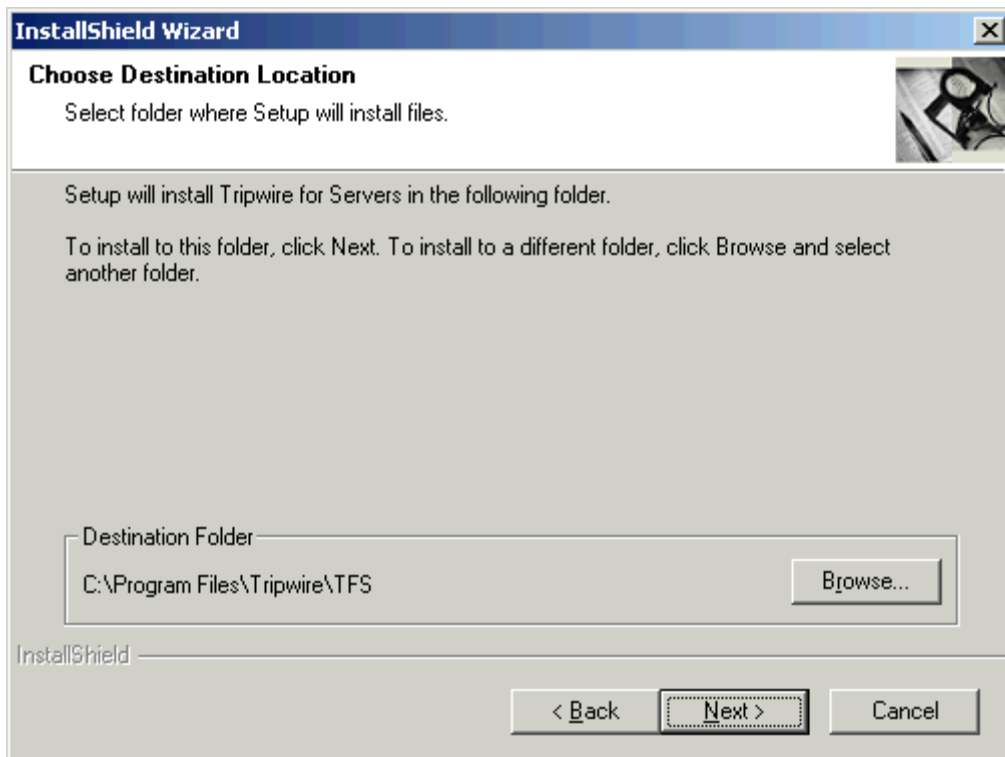 InstallShield Wizard
Choose Destination Location
Select folder where Setup will install files.
Setup will install Tripwire for Servers in the following folder.
To install to this folder, click Next. To install to a different folder, click Browse and select
another folder.
Destination Folder
C:\Program Files\Tripwire\TFS
Browse...
InstallShield
< Back
Next >
Cancel